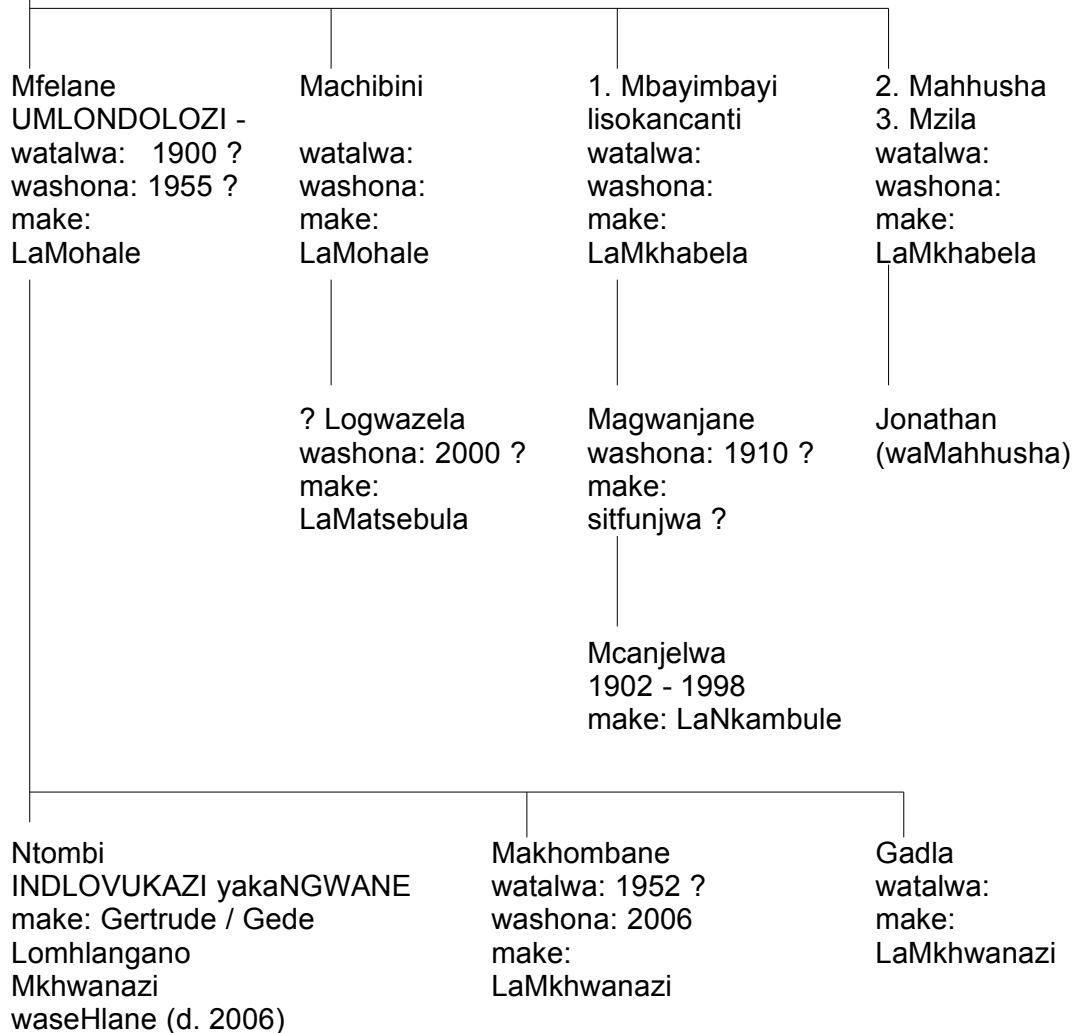 Mfelane
UMLONDOLOZI -
watalwa: 1900 ?
washona: 1955 ?
make:
LaMohale
Machibini
watalwa:
washona:
make:
LaMohale
1. Mbayimbayi
lisokancanti
watalwa:
washona:
make:
LaMkhabela
2. Mahhusha
3. Mzila
watalwa:
washona:
make:
LaMkhabela
? Logwazela
washona: 2000 ?
make:
LaMatsebula
Magwanjane
washona: 1910 ?
make:
sitfunjwa ?
Jonathan
(waMahhusha)
Mcanjelwa
1902 - 1998
make: LaNkambule
Ntombi
INDLOVUKAZI yakaNGWANE
make: Gertrude / Gede
Lomhlangano
Mkhwanazi
waseHlane (d. 2006)
Makhombane
watalwa: 1952 ?
washona: 2006
make:
LaMkhwanazi
Gadla
watalwa:
make:
LaMkhwanazi